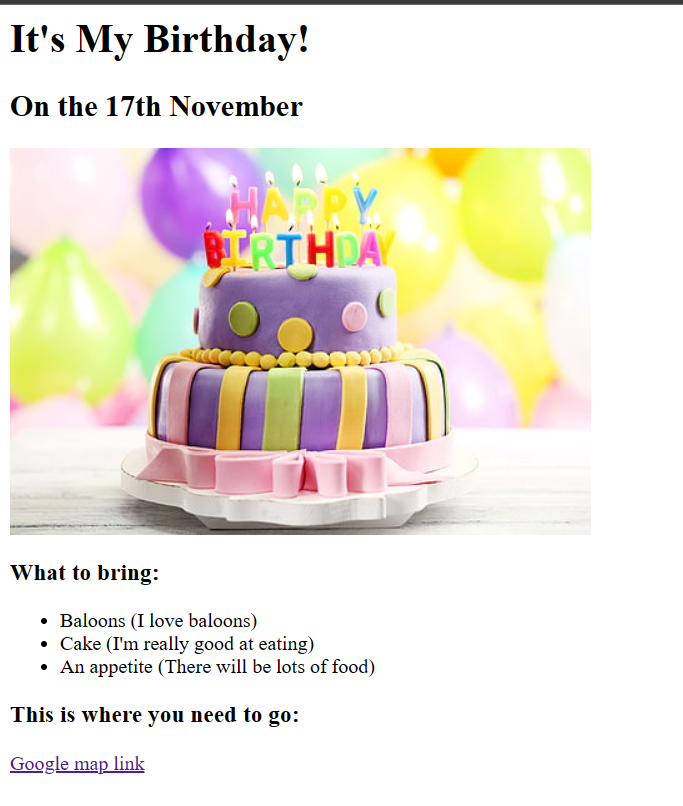 It's My Birthday!
On the 17th November
HAPPY
BIRTHDAY
What to bring:
Baloons (I love baloons)
Cake (I'm really good at eating)
An appetite (There will be lots of food)
This is where you need to go:
Google map link